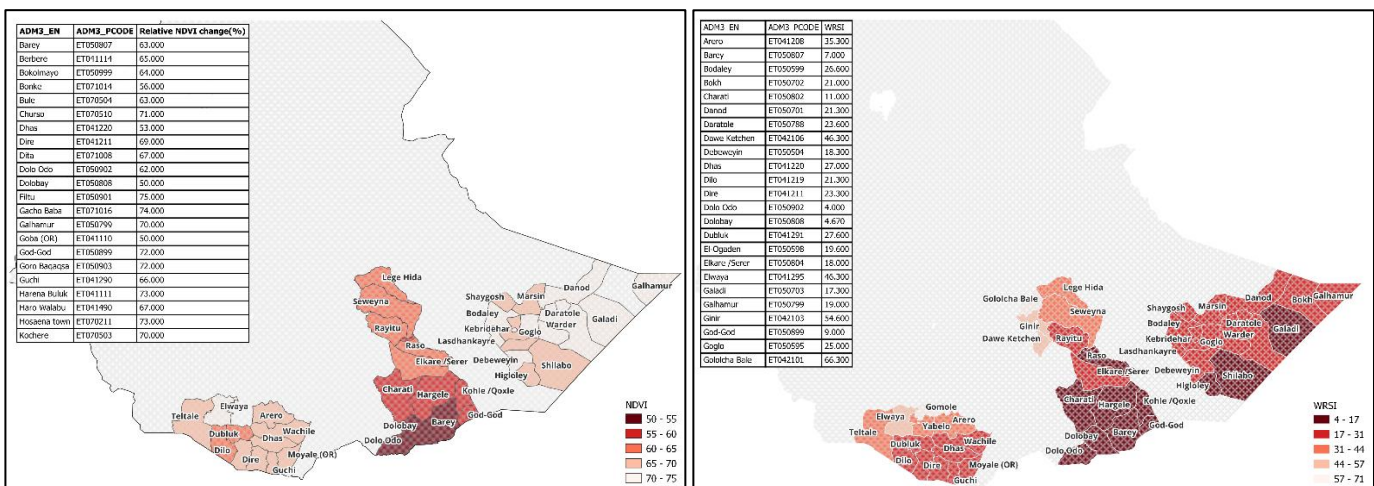 ADM3_EN ADM3_PCODE Relative NDVI change(%)
Barey ET050807 63.000
Berbere ET041114 65.000
Bokolmayo ET050999 64.000
Bonke ET071014 56.000
Bule ET070504 63.000
Churso ET070510 71.000
Dhas ET041220 53.000
Dire ET041211 69.000
Dita ET071008 67.000
Dolo Odo ET050902 62.000
Dolobay ET050808 50.000
Filtu ET050901 75.000
Gacho Baba ET071016 74.000
Galhamur ET050799 70.000
Goba (OR) ET041110 50.000
God-God ET050899 72.000
Goro Baqaqsa ET050903 72.000
Guchi ET041290 66.000
Harena Buluk ET041111 73.000
Haro Walabu ET041490 67.000
Hosaena town ET070211 73.000
Kochere ET070503 70.000
Lege Hida
Seweyna
Rayitu
Raso
Elkare /Serer
Charati
Hargele
Kohle /Qoxle
God-God
Barey
Dolobay
Dolo Odo
Danod
Galhamur
Shaygosh
Marsin
Bodaley
Daratole
Galadi
Kebridehar
Goglo
Warder
Lasdhankayre
Debeweyin
Higloley
Shilabo
Elwaya
Teltale
Arero
Dubluk
Wachile
Dhas
Dilo
Dire
Moyale (OR)
Guchi
NDVI
50 - 55
55 - 60
60 - 65
65 - 70
70 - 75
ADM3_EN ADM3_PCODE WRSI
Arero ET041208 35.300
Barey ET050807 7.000
Bodaley ET050599 26.600
Bokh ET050702 21.000
Charati ET050802 11.000
Danod ET050701 21.300
Daratole ET050788 23.600
Dawe Ketchen ET042106 46.300
Debeweyin ET050504 18.300
Dhas ET041220 27.000
Dilo ET041219 21.300
Dire ET041211 23.300
Dolo Odo ET050902 4.000
Dolobay ET050808 4.670
Dubluk ET041291 27.600
El-Ogaden ET050598 19.600
Elkare /Serer ET050804 18.000
Elwaya ET041295 46.300
Galadi ET050703 17.300
Galhamur ET050799 19.000
Ginir ET042103 54.600
God-God ET050899 9.000
Goglo ET050595 25.000
Gololcha Bale ET042101 66.300
Lege Hida
Gololcha Bale
Seweyna
Ginir
Dawe Ketchen
Rayitu
Raso
Elkare /Serer
Charati
Hargele
Kohle /Qoxle
God-God
Barey
Dolobay
Dolo Odo
Danod
Bokh
Galhamur
Shaygosh
Marsin
Bodaley
Daratole
Galadi
Kebridehar
Warder
Goglo
Lasdhankayre
Debeweyin
Higloley
Shilabo
Gomole
Elwaya
Arero
Teltale
Yabelo
Dubluk
Wachile
Dhas
Dilo
Dire
Moyale (OR)
Guchi
WRSI
4 - 17
17 - 31
31 - 44
44 - 57
57 - 71